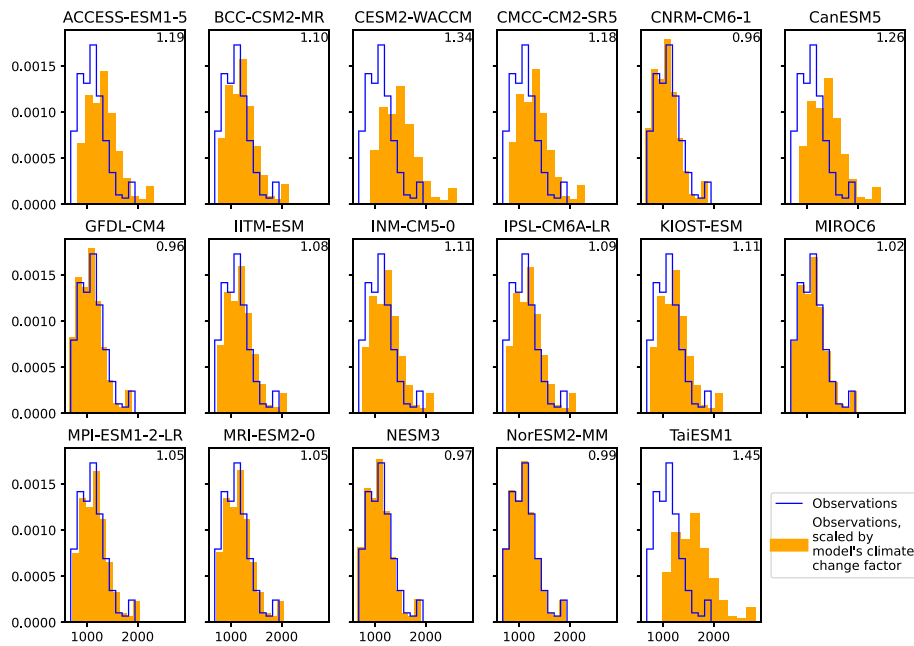 ACCESS-ESM1-5 BCC-CSM2-MR CESM2-WACCM CMCC-CM2-SR5 CNRM-CM6-1 CanESM5
1.19 1.10 1.34 1.18 0.96 1.26
0.0015
0.0010
0.0005
0.0000
GFDL-CM4 IITM-ESM INM-CM5-0 IPSL-CM6A-LR KIOST-ESM MIROC6
0.96 1.08 1.11 1.09 1.11 1.02
0.0015
0.0010
0.0005
0.0000
MPI-ESM1-2-LR MRI-ESM2-0 NESM3 NorESM2-MM TaiESM1
1.05 1.05 0.97 0.99 1.45
0.0015
0.0010
0.0005
0.0000
1000 2000 1000 2000 1000 2000 1000 2000 1000 2000
Observations
Observations,
scaled by
model's climate
change factor